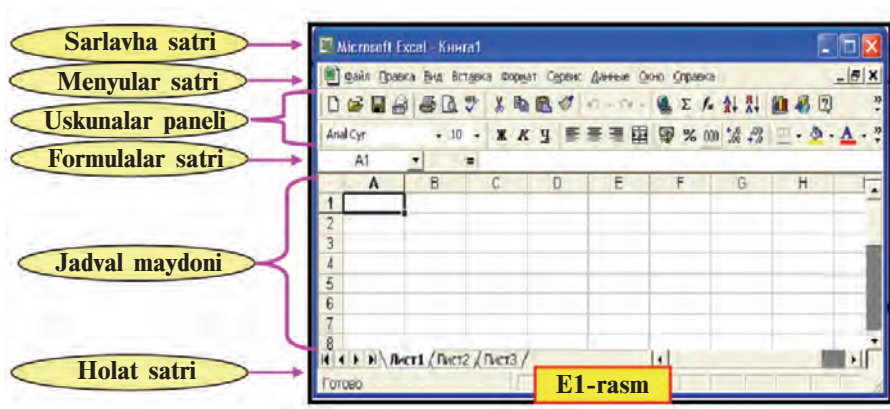 Sarlavha satri
Menyular satri
Uskunalar paneli
Formulalar satri
Jadval maydoni
Holat satri
Microsoft Excel - Книга1
Файл Правка Вид Вставка Формат Сервис Данные Окно Справка
Arial Cyr 10 Ж К Ч % 000
A1 =
A B C D E F G H
1
2
3
4
5
6
7
8
Лист1 Лист2 Лист3
Готово
E1-rasm